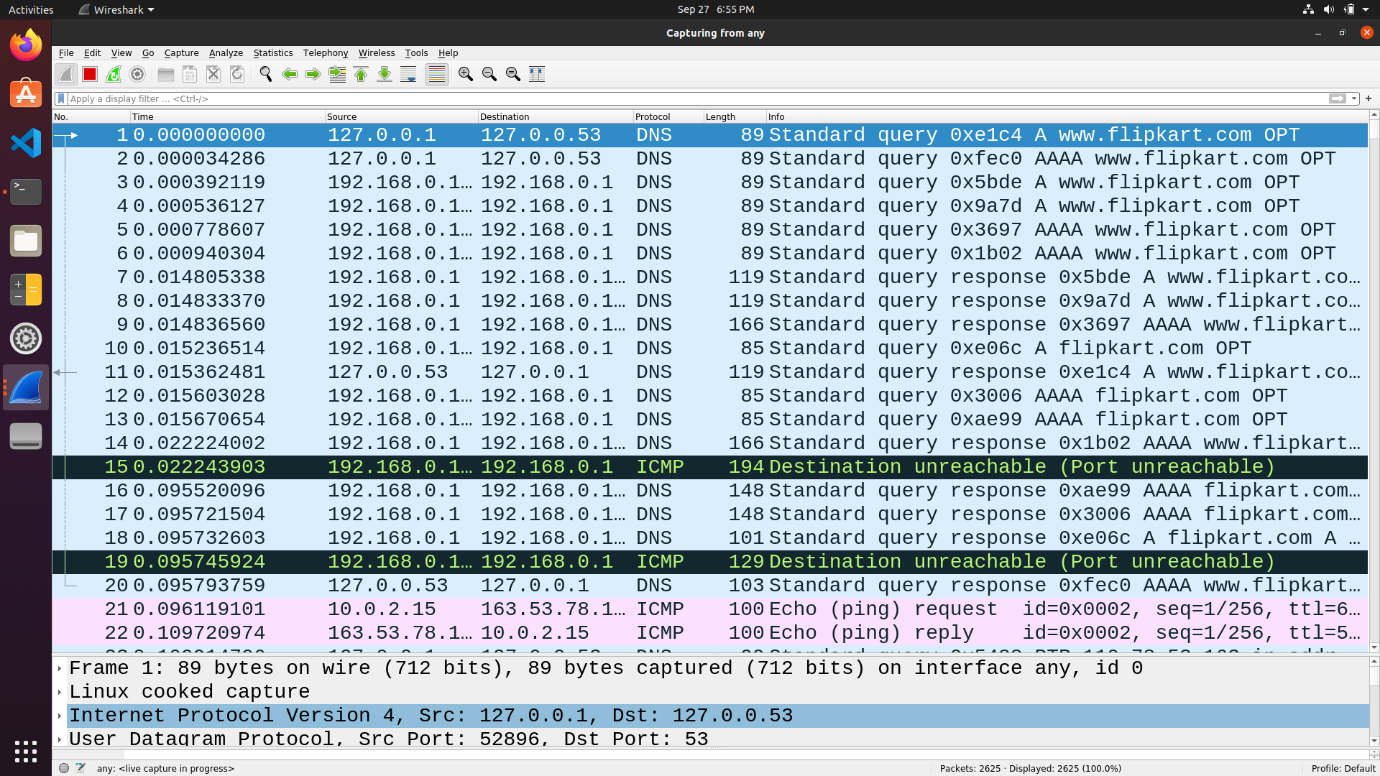 Activities Wireshark Sep 27 6:55 PM
Capturing from any
File Edit View Go Capture Analyze Statistics Telephony Wireless Tools Help
Apply a display filter … <Ctrl-/>
No. Time Source Destination Protocol Length Info
1 0.000000000 127.0.0.1 127.0.0.53 DNS 89 Standard query 0xe1c4 A www.flipkart.com OPT
2 0.000034286 127.0.0.1 127.0.0.53 DNS 89 Standard query 0xfec0 AAAA www.flipkart.com OPT
3 0.000392119 192.168.0.1… 192.168.0.1 DNS 89 Standard query 0x5bde A www.flipkart.com OPT
4 0.000536127 192.168.0.1… 192.168.0.1 DNS 89 Standard query 0x9a7d A www.flipkart.com OPT
5 0.000778607 192.168.0.1… 192.168.0.1 DNS 89 Standard query 0x3697 AAAA www.flipkart.com OPT
6 0.000940304 192.168.0.1… 192.168.0.1 DNS 89 Standard query 0x1b02 AAAA www.flipkart.com OPT
7 0.014805338 192.168.0.1 192.168.0.1… DNS 119 Standard query response 0x5bde A www.flipkart.co…
8 0.014833370 192.168.0.1 192.168.0.1… DNS 119 Standard query response 0x9a7d A www.flipkart.co…
9 0.014836560 192.168.0.1 192.168.0.1… DNS 166 Standard query response 0x3697 AAAA www.flipkart…
10 0.015236514 192.168.0.1… 192.168.0.1 DNS 85 Standard query 0xe06c A flipkart.com OPT
11 0.015362481 127.0.0.53 127.0.0.1 DNS 119 Standard query response 0xe1c4 A www.flipkart.co…
12 0.015603028 192.168.0.1… 192.168.0.1 DNS 85 Standard query 0x3006 AAAA flipkart.com OPT
13 0.015670654 192.168.0.1… 192.168.0.1 DNS 85 Standard query 0xae99 AAAA flipkart.com OPT
14 0.022224002 192.168.0.1 192.168.0.1… DNS 166 Standard query response 0x1b02 AAAA www.flipkart…
15 0.022243903 192.168.0.1… 192.168.0.1 ICMP 194 Destination unreachable (Port unreachable)
16 0.095520096 192.168.0.1 192.168.0.1… DNS 148 Standard query response 0xae99 AAAA flipkart.com…
17 0.095721504 192.168.0.1 192.168.0.1… DNS 148 Standard query response 0x3006 AAAA flipkart.com…
18 0.095732603 192.168.0.1 192.168.0.1… DNS 101 Standard query response 0xe06c A flipkart.com A …
19 0.095745924 192.168.0.1… 192.168.0.1 ICMP 129 Destination unreachable (Port unreachable)
20 0.095793759 127.0.0.53 127.0.0.1 DNS 103 Standard query response 0xfec0 AAAA www.flipkart…
21 0.096119101 10.0.2.15 163.53.78.1… ICMP 100 Echo (ping) request id=0x0002, seq=1/256, ttl=6…
22 0.109720974 163.53.78.1… 10.0.2.15 ICMP 100 Echo (ping) reply id=0x0002, seq=1/256, ttl=5…
Frame 1: 89 bytes on wire (712 bits), 89 bytes captured (712 bits) on interface any, id 0
Linux cooked capture
Internet Protocol Version 4, Src: 127.0.0.1, Dst: 127.0.0.53
User Datagram Protocol, Src Port: 52896, Dst Port: 53
any: <live capture in progress> Packets: 2625 · Displayed: 2625 (100.0%) Profile: Default